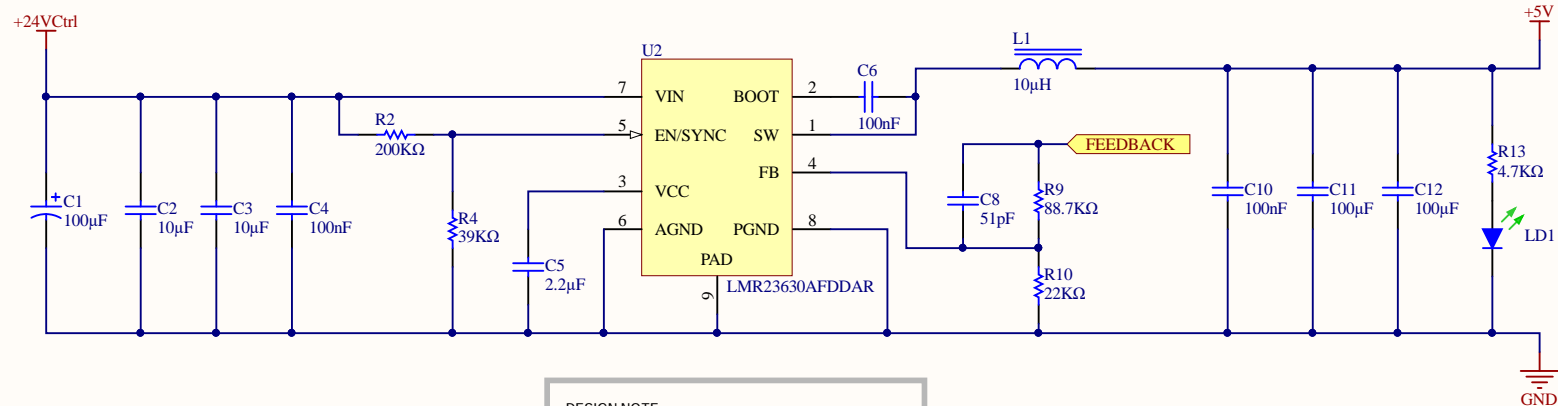 +24VCtrl
+5V
U2
L1
10µH
C6
100nF
7
VIN
BOOT
2
5
EN/SYNC
SW
1
FB
4
3
VCC
6
AGND
PGND
8
PAD
9
LMR23630AFDDAR
R2
200KΩ
FEEDBACK
C1
100µF
C2
10µF
C3
10µF
C4
100nF
R4
39KΩ
C5
2.2µF
C8
51pF
R9
88.7KΩ
R10
22KΩ
C10
100nF
C11
100µF
C12
100µF
R13
4.7KΩ
LD1
GND
DESIGN NOTE